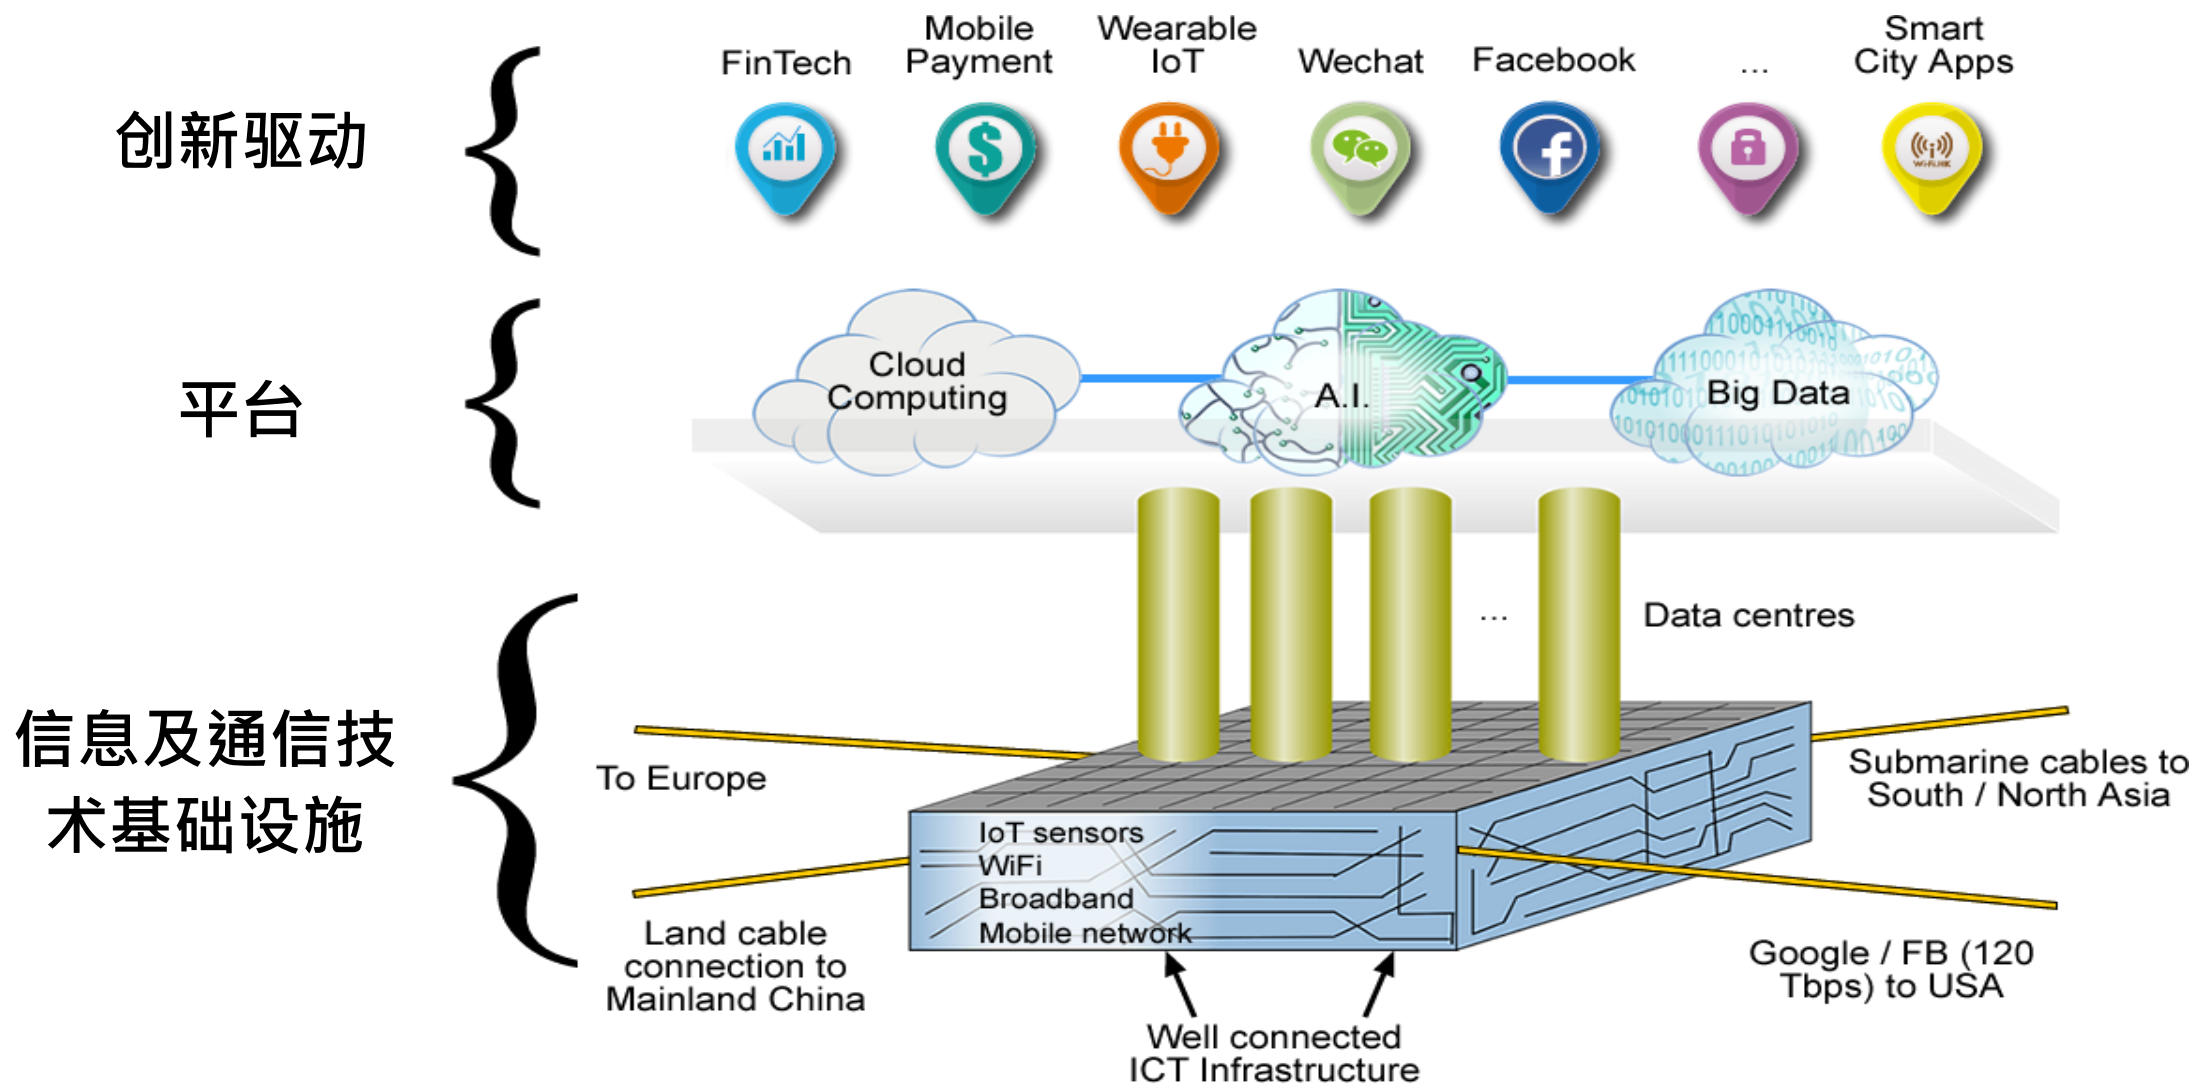 创新驱动
FinTech
Mobile
Payment
Wearable
IoT
Wechat
Facebook
...
Smart
City Apps
Wi-Fi.HK
平台
Cloud
Computing
A.I.
Big Data
信息及通信技
术基础设施
...
Data centres
To Europe
Submarine cables to
South / North Asia
IoT sensors
WiFi
Broadband
Mobile network
Land cable
connection to
Mainland China
Google / FB (120
Tbps) to USA
Well connected
ICT Infrastructure